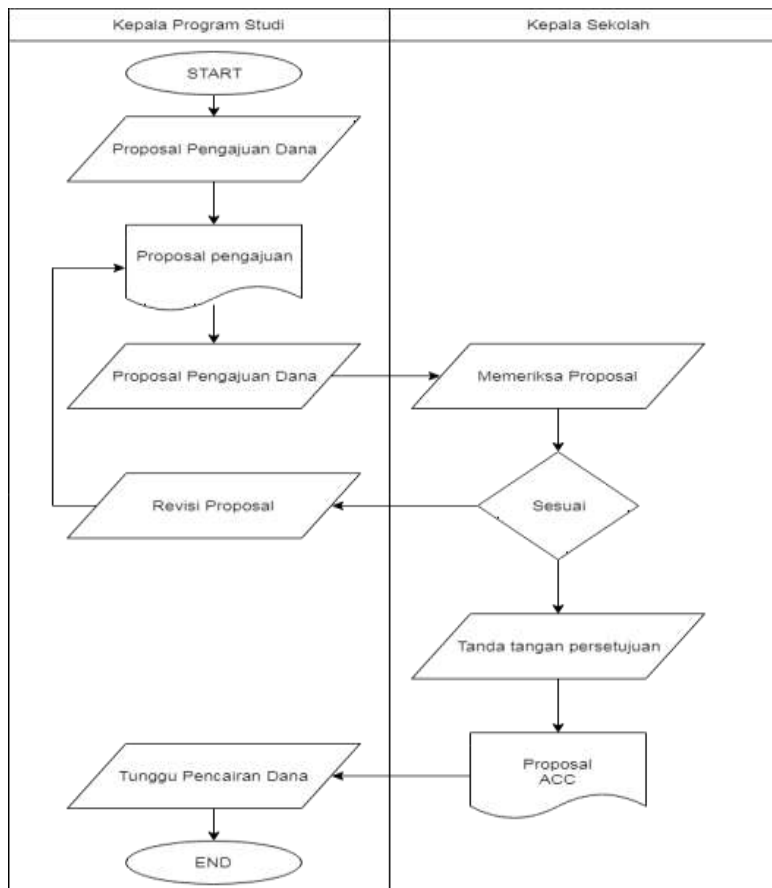 Kepala Program Studi
Kepala Sekolah
START
Proposal Pengajuan Dana
Proposal pengajuan
Proposal Pengajuan Dana
Memeriksa Proposal
Revisi Proposal
Sesuai
Tanda tangan persetujuan
Tunggu Pencairan Dana
Proposal
ACC
END